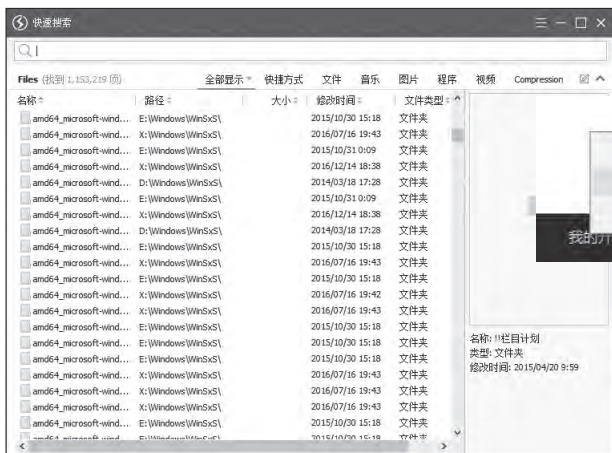 快速搜索
Files (找到 1,153,219 项) 全部显示 快捷方式 文件 音乐 图片 程序 视频 Compression
名称 路径 大小 修改时间 文件类型
amd64_microsoft-wind... E:\Windows\WinSxS\ 2015/10/30 15:18 文件夹
amd64_microsoft-wind... X:\Windows\WinSxS\ 2016/07/16 19:43 文件夹
amd64_microsoft-wind... E:\Windows\WinSxS\ 2015/10/31 0:09 文件夹
amd64_microsoft-wind... X:\Windows\WinSxS\ 2016/12/14 18:38 文件夹
amd64_microsoft-wind... D:\Windows\WinSxS\ 2014/03/18 17:28 文件夹
amd64_microsoft-wind... E:\Windows\WinSxS\ 2015/10/31 0:09 文件夹
amd64_microsoft-wind... X:\Windows\WinSxS\ 2016/12/14 18:38 文件夹
amd64_microsoft-wind... D:\Windows\WinSxS\ 2014/03/18 17:28 文件夹
amd64_microsoft-wind... E:\Windows\WinSxS\ 2015/10/30 15:18 文件夹
amd64_microsoft-wind... X:\Windows\WinSxS\ 2016/07/16 19:43 文件夹
amd64_microsoft-wind... E:\Windows\WinSxS\ 2015/10/30 15:18 文件夹
amd64_microsoft-wind... X:\Windows\WinSxS\ 2016/07/16 19:42 文件夹
amd64_microsoft-wind... X:\Windows\WinSxS\ 2016/07/16 19:43 文件夹
amd64_microsoft-wind... E:\Windows\WinSxS\ 2015/10/30 15:18 文件夹
amd64_microsoft-wind... E:\Windows\WinSxS\ 2015/10/30 15:18 文件夹
amd64_microsoft-wind... E:\Windows\WinSxS\ 2015/10/30 15:18 文件夹
amd64_microsoft-wind... X:\Windows\WinSxS\ 2016/07/16 19:43 文件夹
amd64_microsoft-wind... X:\Windows\WinSxS\ 2016/07/16 19:43 文件夹
amd64_microsoft-wind... X:\Windows\WinSxS\ 2016/07/16 19:43 文件夹
amd64_microsoft-wind... E:\Windows\WinSxS\ 2015/10/30 15:18 文件夹
我的开
名称: !!栏目计划
类型: 文件夹
修改时间: 2015/04/20 9:59